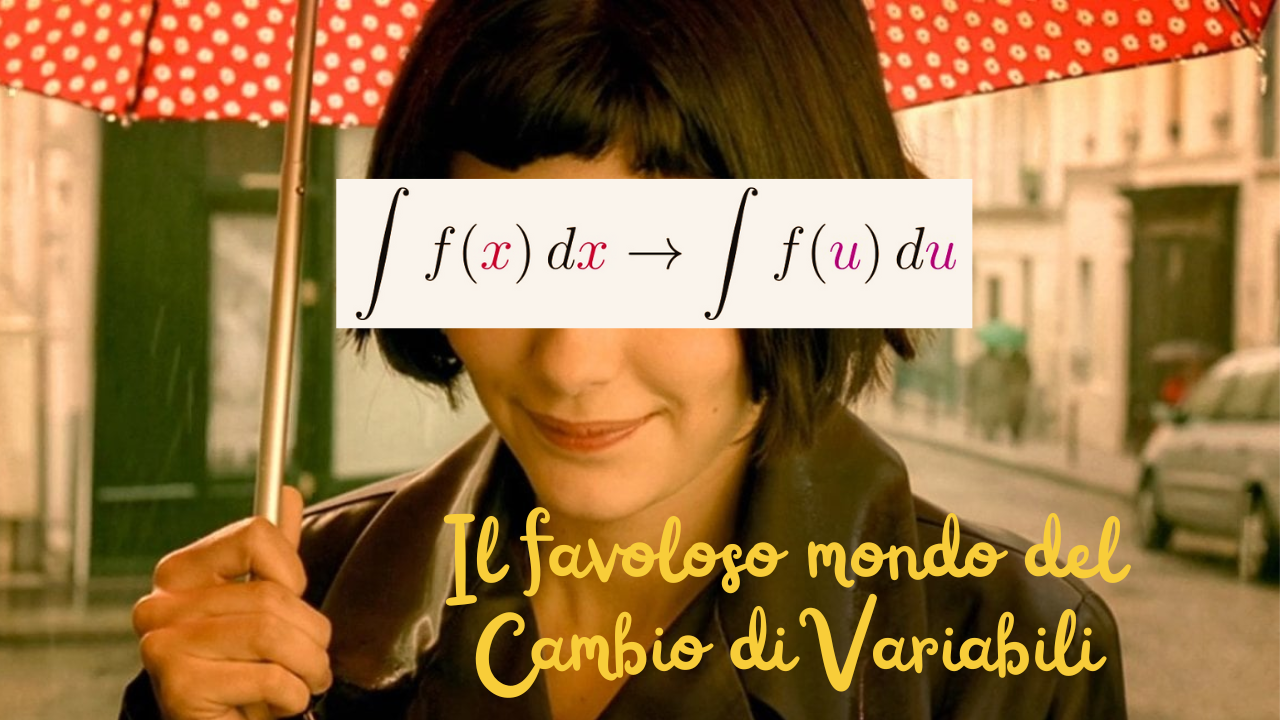 ∫ f(x) dx → ∫ f(u) du
Il favoloso mondo del
Cambio di Variabili